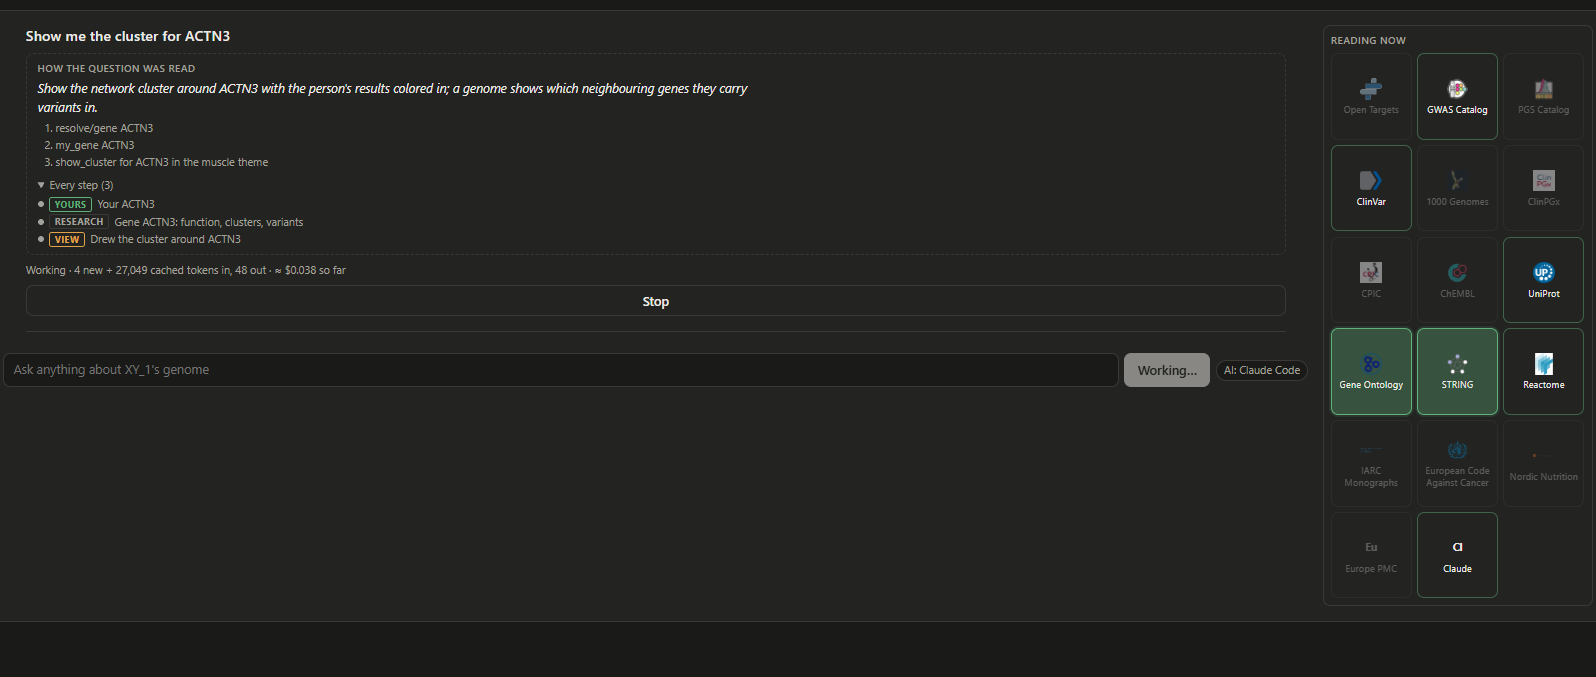 Show me the cluster for ACTN3
HOW THE QUESTION WAS READ
Show the network cluster around ACTN3 with the person's results colored in; a genome shows which neighbouring genes they carry
variants in.
1. resolve/gene ACTN3
2. my_gene ACTN3
3. show_cluster for ACTN3 in the muscle theme
▼ Every step (3)
● YOURS Your ACTN3
● RESEARCH Gene ACTN3: function, clusters, variants
● VIEW Drew the cluster around ACTN3
Working · 4 new + 27,049 cached tokens in, 48 out · ≈ $0.038 so far
Stop
Ask anything about XY_1's genome
Working...
AI: Claude Code
READING NOW
Open Targets
GWAS Catalog
PGS Catalog
ClinVar
1000 Genomes
Clin
PGx
ClinPGx
CPIC
ChEMBL
UP
UniProt
Gene Ontology
STRING
Reactome
IARC
Monographs
European Code
Against Cancer
Nordic Nutrition
Eu
Europe PMC
Cl
Claude